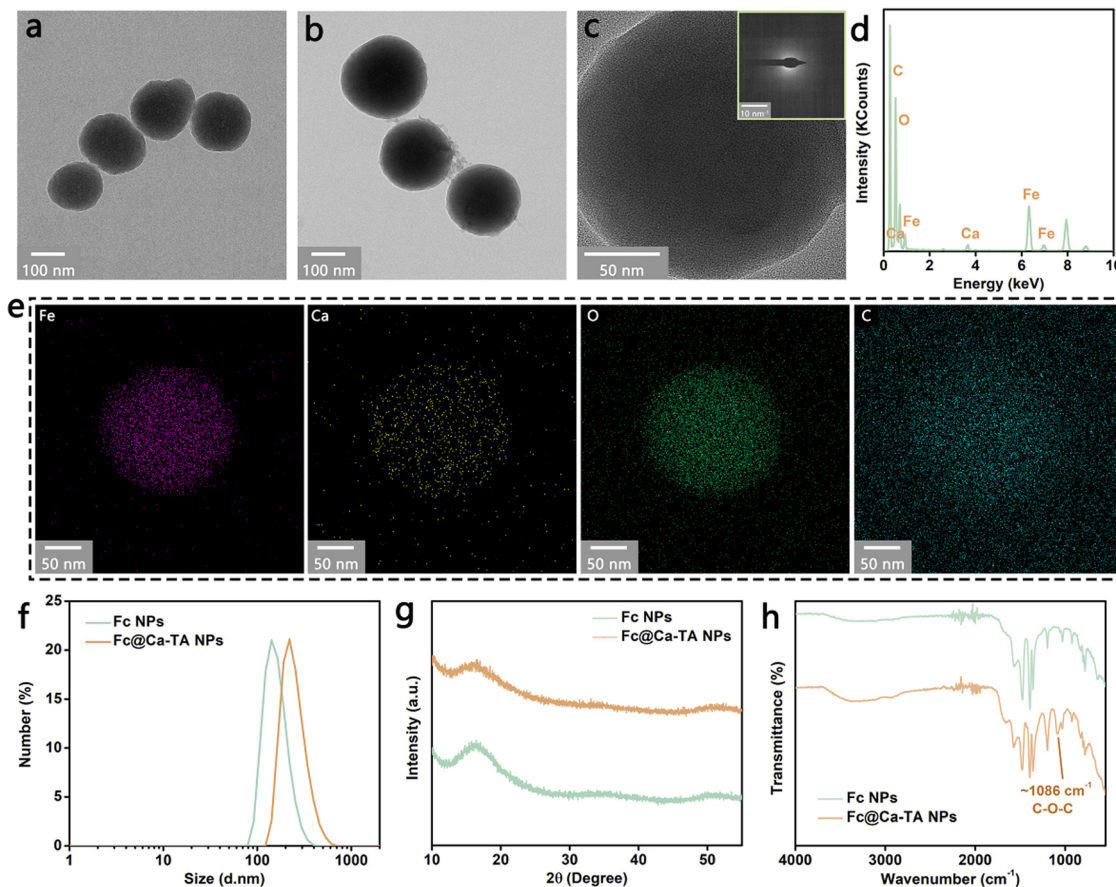 a
100 nm
b
100 nm
c
10 nm⁻¹
50 nm
d
Intensity (KCounts)
C
O
Ca
Fe
Ca
Fe
Fe
0 2 4 6 8 10
Energy (keV)
e
Fe
50 nm
Ca
50 nm
O
50 nm
C
50 nm
f
Fc NPs
Fc@Ca-TA NPs
Number (%)
25
20
15
10
5
0
1 10 100 1000
Size (d.nm)
g
Fc NPs
Fc@Ca-TA NPs
Intensity (a.u.)
10 20 30 40 50
2θ (Degree)
h
Transmittance (%)
~1086 cm⁻¹
C-O-C
Fc NPs
Fc@Ca-TA NPs
4000 3000 2000 1000
Wavenumber (cm⁻¹)